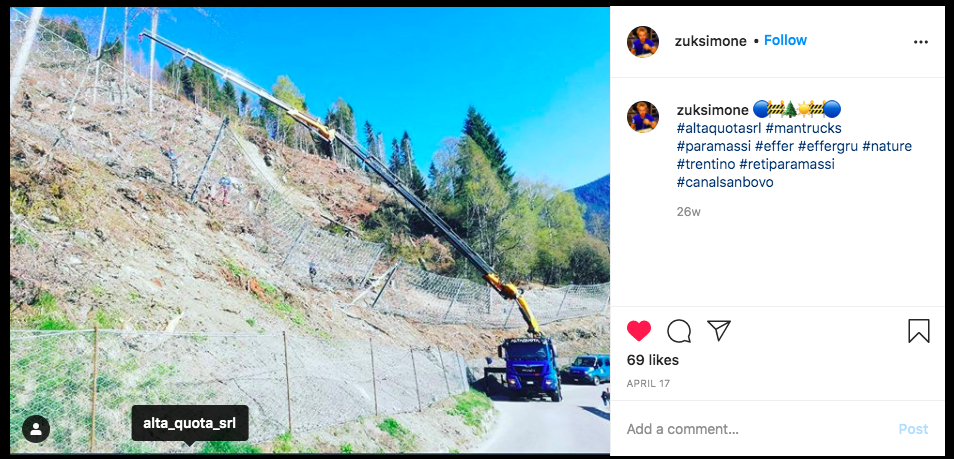 zuksimone • Follow
zuksimone
#altaquotasrl #mantrucks
#paramassi #effer #effergru #nature
#trentino #retiparamassi
#canalsanbovo
26w
69 likes
APRIL 17
Add a comment... Post
ALTAQUOTA
alta_quota_srl